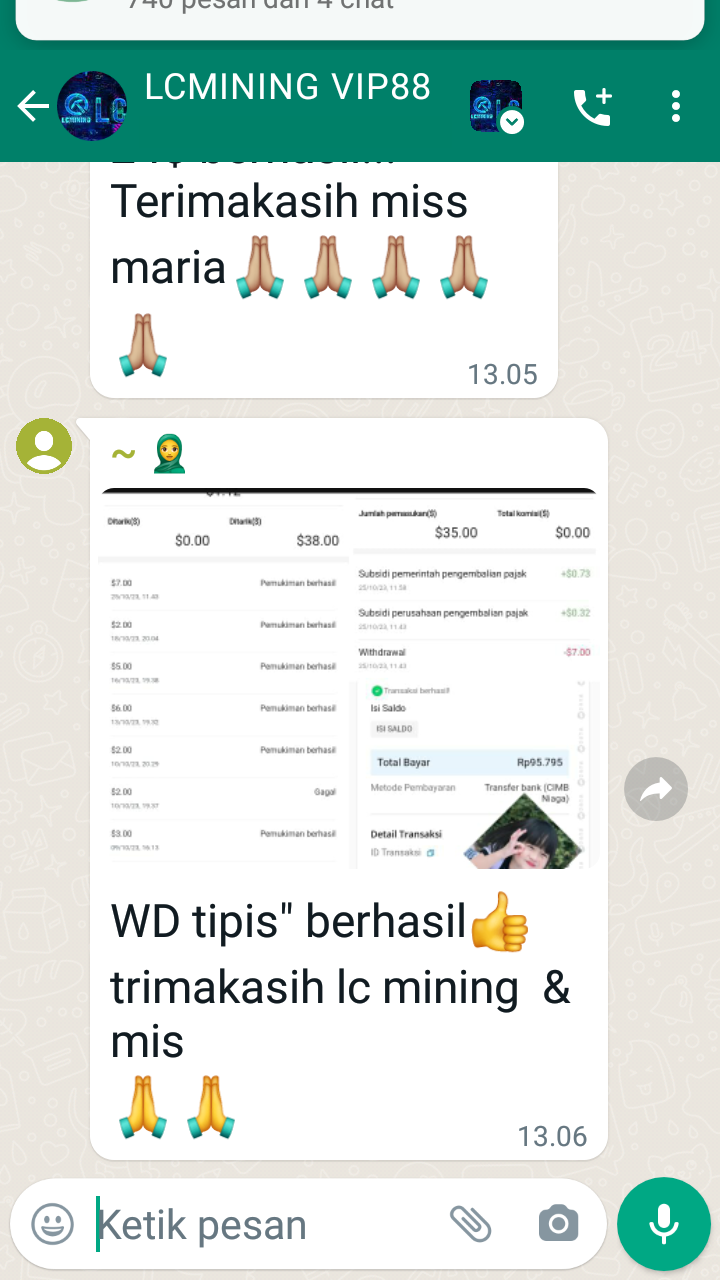 740 pesan dan 4 chat
LCMINING VIP88
Terimakasih miss
maria
13.05
~
Ditarik($) Ditarik($)
$0.00 $38.00
$7.00 Pemukiman berhasil
25/10/23, 11.43
$2.00 Pemukiman berhasil
18/10/23, 20.04
$5.00 Pemukiman berhasil
16/10/23, 19.38
$6.00 Pemukiman berhasil
13/10/23, 19.32
$2.00 Pemukiman berhasil
10/10/23, 20.29
$2.00 Gagal
10/10/23, 19.37
$3.00 Pemukiman berhasil
09/10/23, 16.13
Jumlah pemasukan($) Total komisi($)
$35.00 $0.00
Subsidi pemerintah pengembalian pajak +$0.73
25/10/23, 11.58
Subsidi perusahaan pengembalian pajak +$0.32
25/10/23, 11.43
Withdrawal -$7.00
25/10/23, 11.43
Transaksi berhasil!
Isi Saldo
ISI SALDO
Total Bayar Rp95.795
Metode Pembayaran Transfer bank (CIMB
Niaga)
Detail Transaksi
ID Transaksi
WD tipis" berhasil👍
trimakasih lc mining &
mis
13.06
Ketik pesan